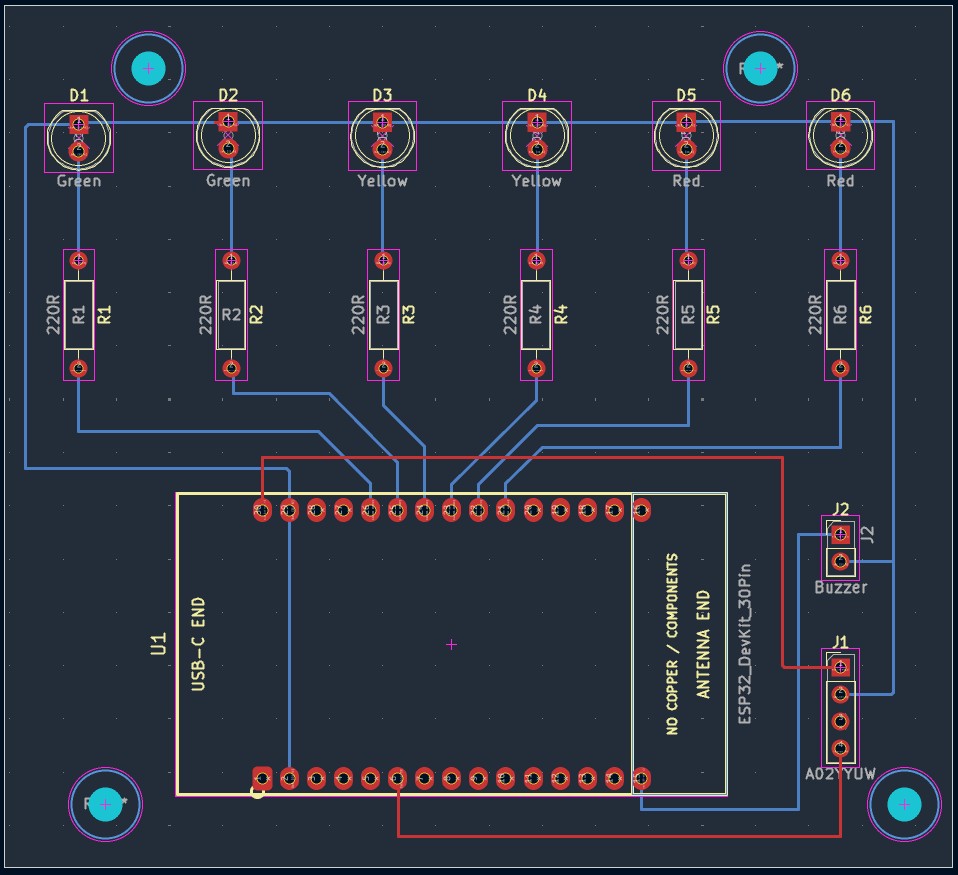 D1
D2
D3
D4
D5
D6
Green
Green
Yellow
Yellow
Red
Red
220R
R1
R1
220R
R2
R2
220R
R3
R3
220R
R4
R4
220R
R5
R5
220R
R6
R6
J2
J2
Buzzer
J1
A02YYUW
U1
USB-C END
NO COPPER / COMPONENTS
ANTENNA END
ESP32_DevKit_30Pin